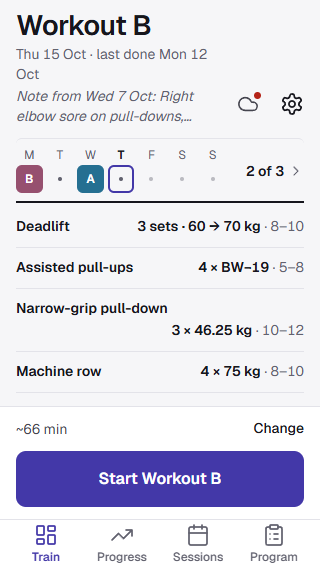 Workout B
Thu 15 Oct · last done Mon 12
Oct
Note from Wed 7 Oct: Right
elbow sore on pull-downs,...
M T W T F S S
B A 2 of 3
Deadlift 3 sets · 60 → 70 kg · 8–10
Assisted pull-ups 4 × BW–19 · 5–8
Narrow-grip pull-down
3 × 46.25 kg · 10–12
Machine row 4 × 75 kg · 8–10
~66 min Change
Start Workout B
Train Progress Sessions Program